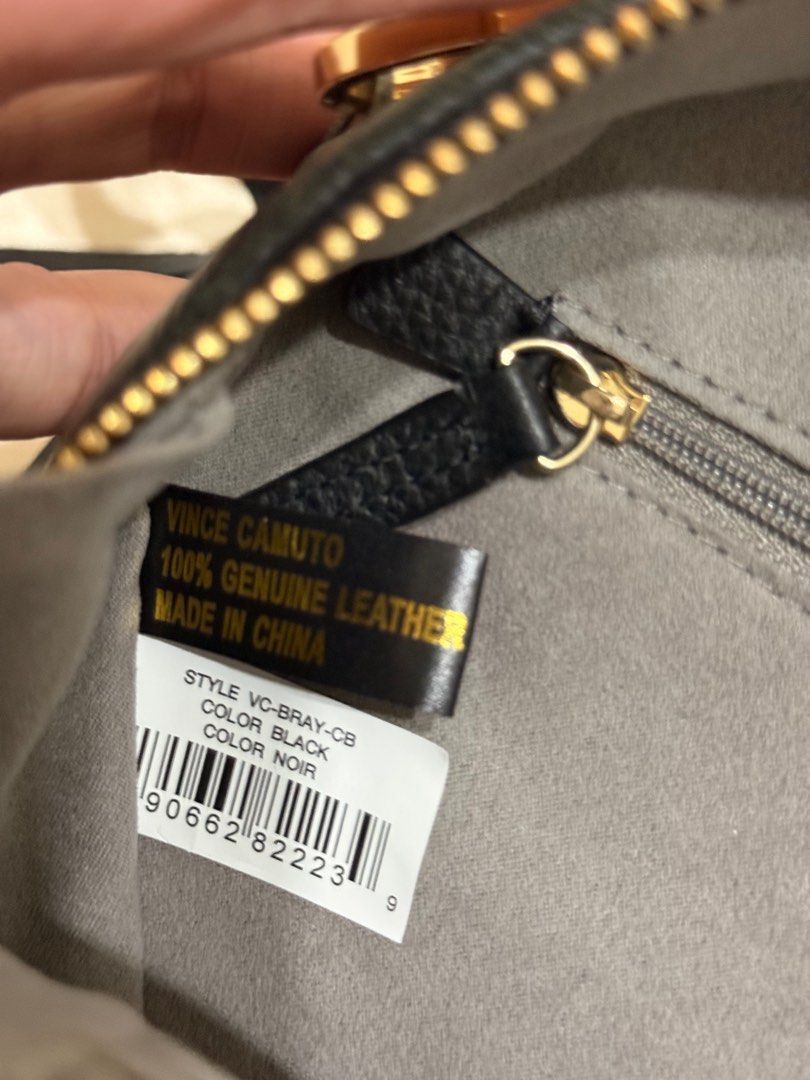 VINCE CAMUTO
100% GENUINE LEATHER
MADE IN CHINA
STYLE VC-BRAY-CB
COLOR BLACK
COLOR NOIR
90662 82223 9